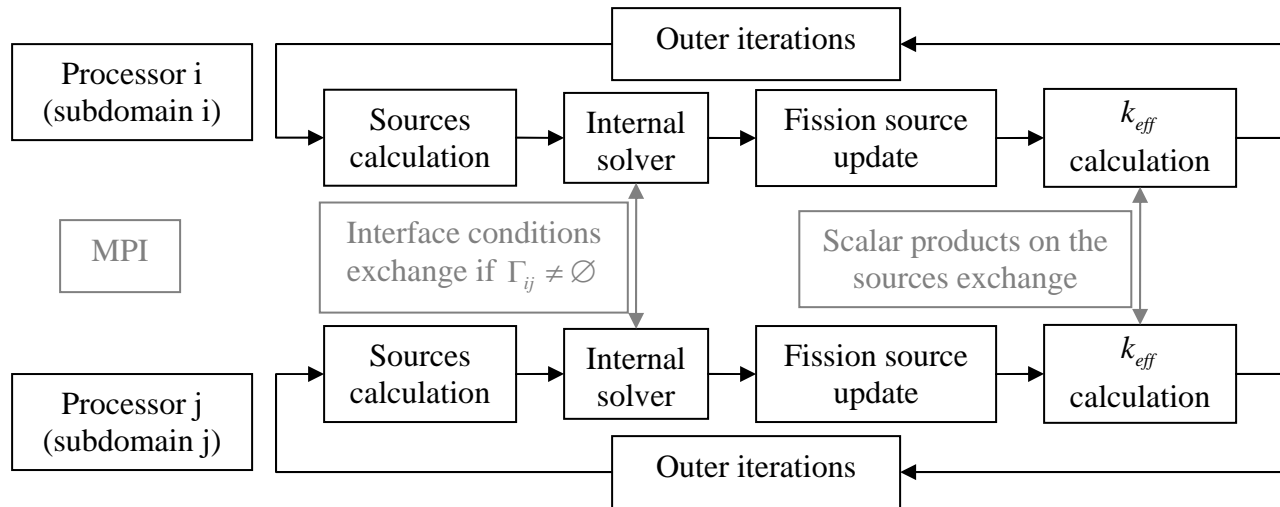 Outer iterations
Processor i
(subdomain i)
Sources
calculation
Internal
solver
Fission source
update
k_eff
calculation
MPI
Interface conditions
exchange if Γ_ij ≠ ∅
Scalar products on the
sources exchange
Processor j
(subdomain j)
Sources
calculation
Internal
solver
Fission source
update
k_eff
calculation
Outer iterations